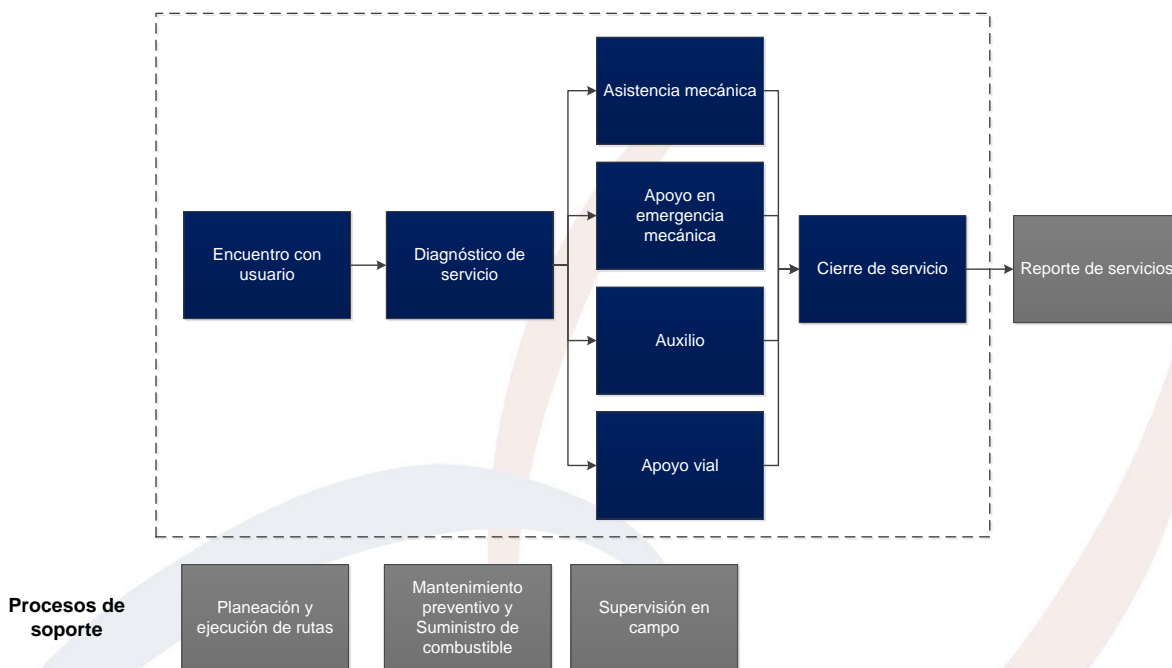 Asistencia mecánica
Apoyo en
emergencia
mecánica
Encuentro con
usuario
Diagnóstico de
servicio
Cierre de servicio
Reporte de servicios
Auxilio
Apoyo vial
Procesos de
soporte
Planeación y
ejecución de rutas
Mantenimiento
preventivo y
Suministro de
combustible
Supervisión en
campo